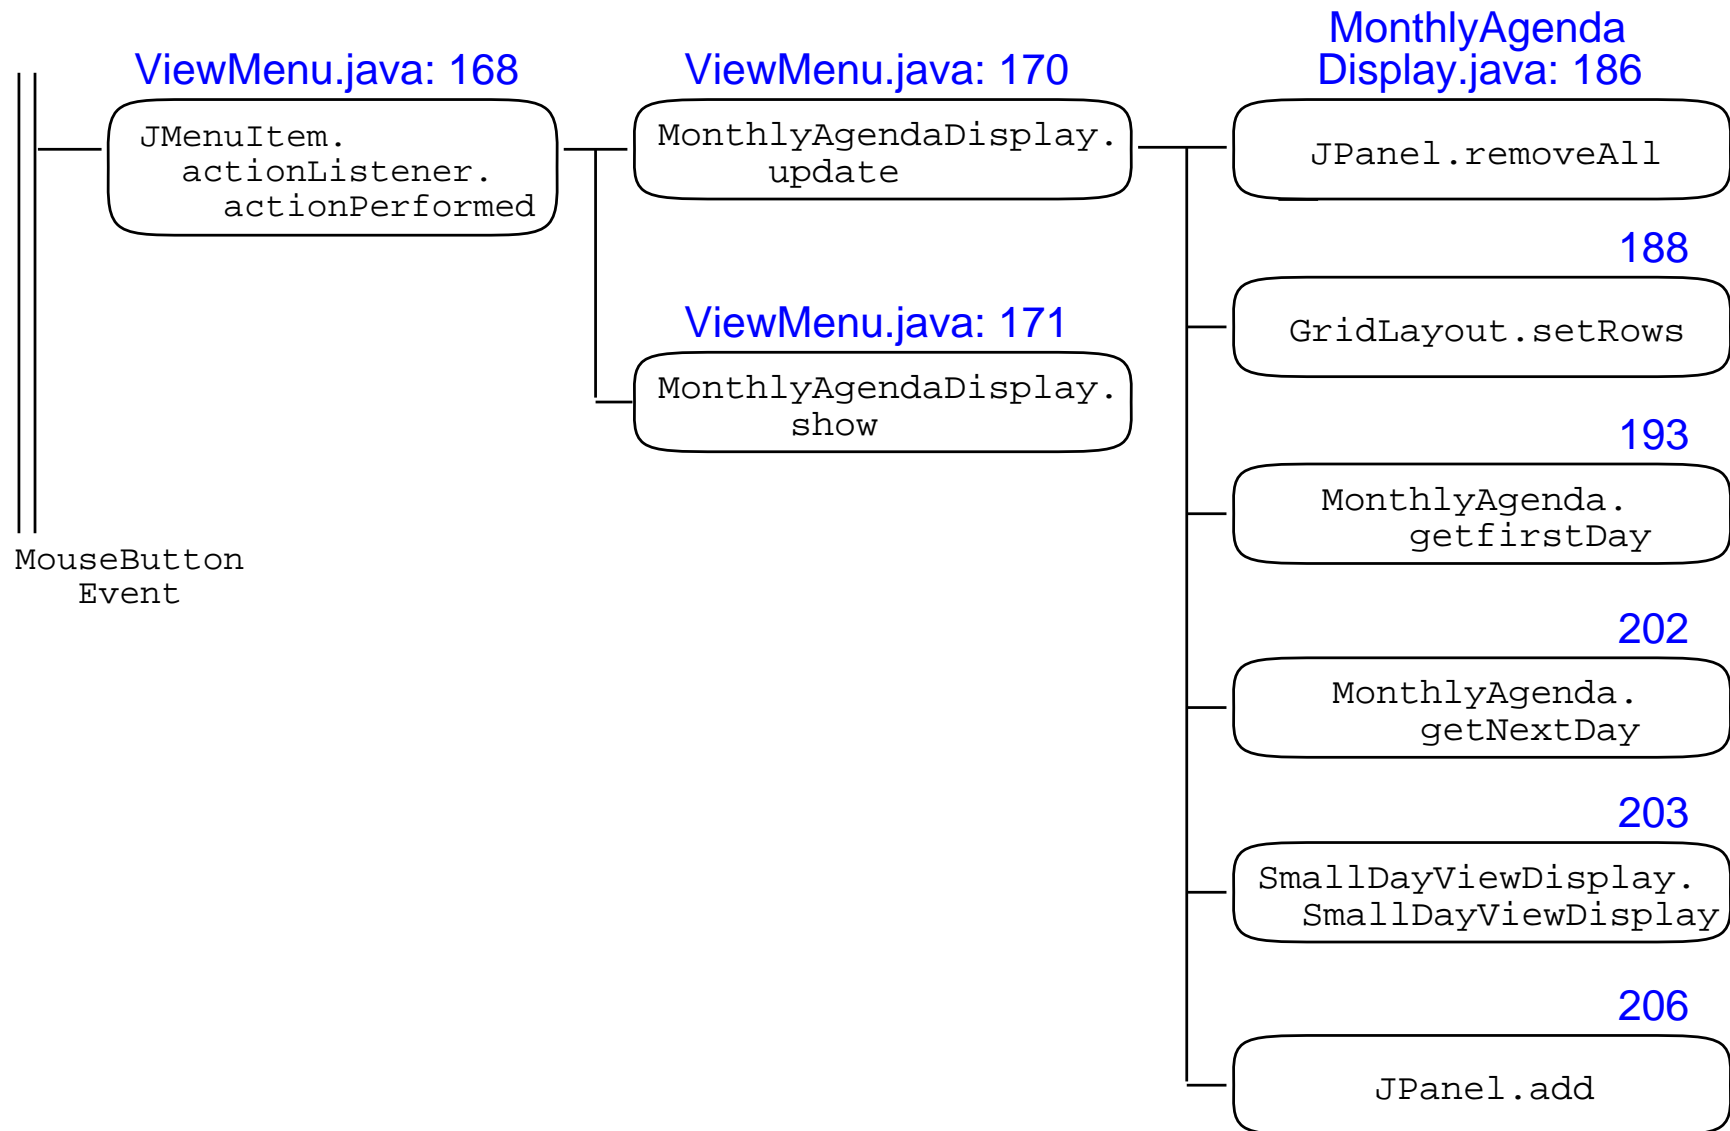 ViewMenu.java: 168
JMenuItem.
actionListener.
actionPerformed
MouseButton
Event
ViewMenu.java: 170
MonthlyAgendaDisplay.
update
ViewMenu.java: 171
MonthlyAgendaDisplay.
show
MonthlyAgenda
Display.java: 186
JPanel.removeAll
188
GridLayout.setRows
193
MonthlyAgenda.
getfirstDay
202
MonthlyAgenda.
getNextDay
203
SmallDayViewDisplay.
SmallDayViewDisplay
206
JPanel.add